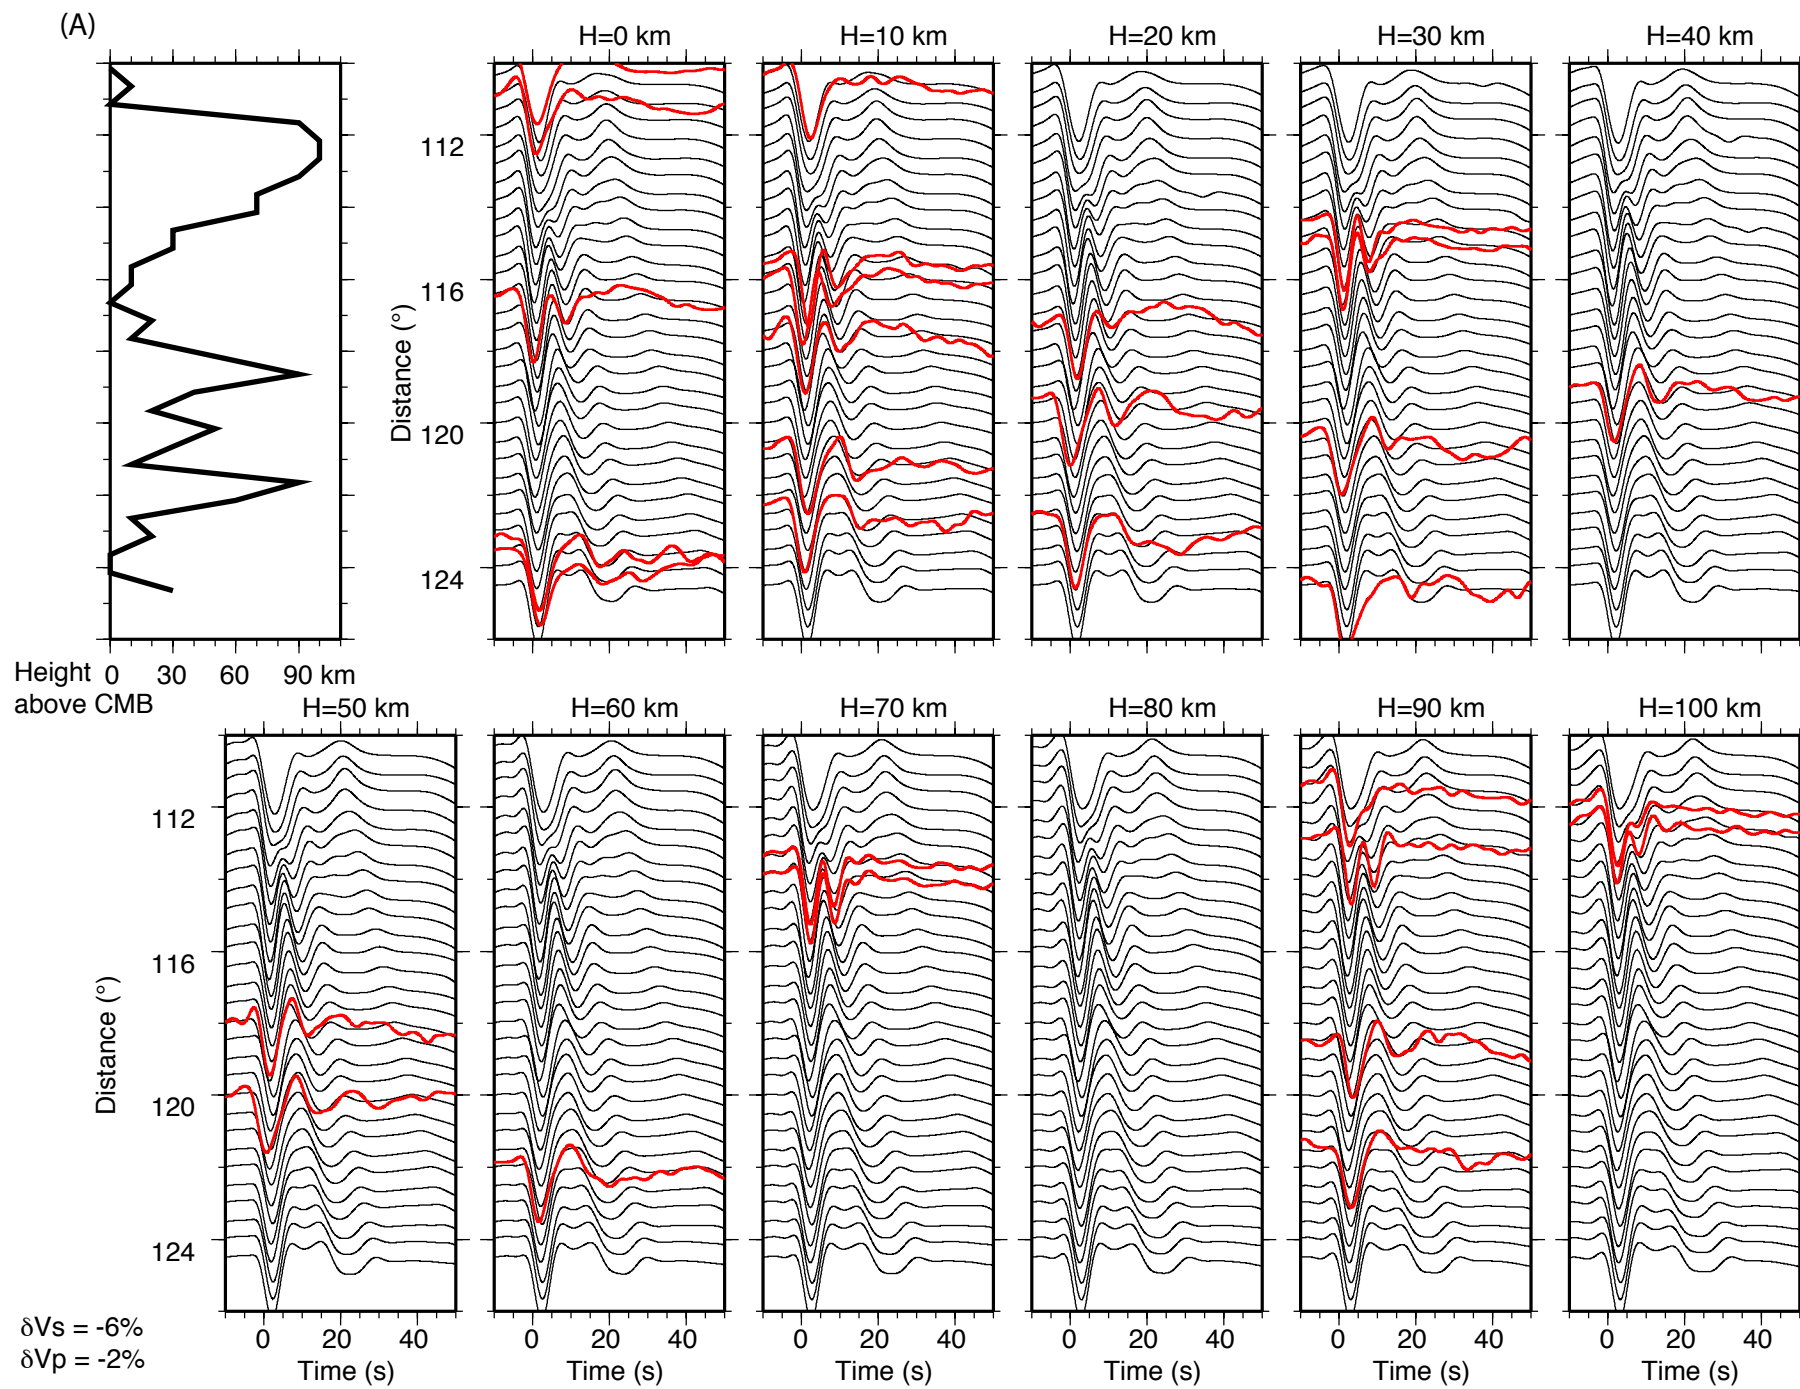 (A)
H=0 km
H=10 km
H=20 km
H=30 km
H=40 km
112
116
120
124
Distance (°)
0 30 60 90 km
Height
above CMB
H=50 km
H=60 km
H=70 km
H=80 km
H=90 km
H=100 km
112
116
120
124
Distance (°)
δVs = -6%
δVp = -2%
0 20 40
0 20 40
0 20 40
0 20 40
0 20 40
0 20 40
Time (s)
Time (s)
Time (s)
Time (s)
Time (s)
Time (s)